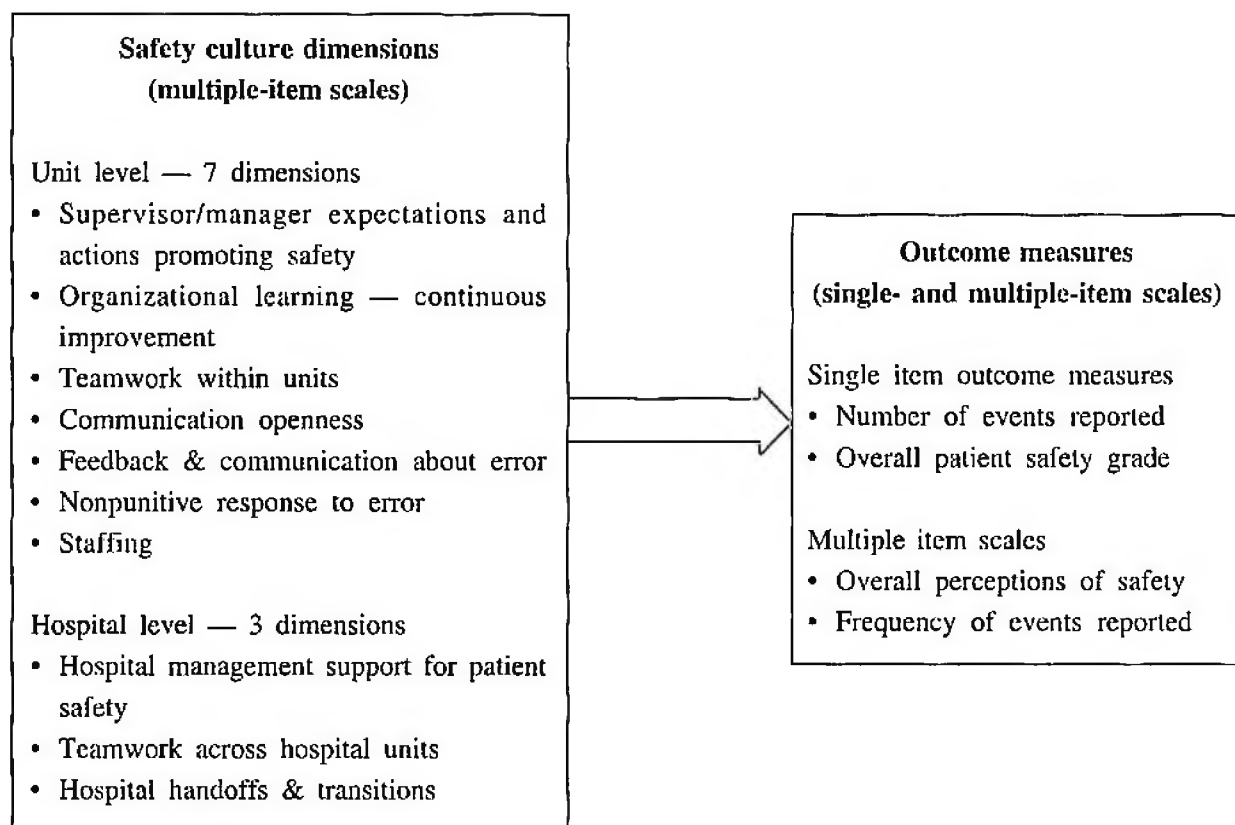 Safety culture dimensions
(multiple-item scales)
Unit level — 7 dimensions
• Supervisor/manager expectations and
actions promoting safety
• Organizational learning — continuous
improvement
• Teamwork within units
• Communication openness
• Feedback & communication about error
• Nonpunitive response to error
• Staffing
Hospital level — 3 dimensions
• Hospital management support for patient
safety
• Teamwork across hospital units
• Hospital handoffs & transitions
Outcome measures
(single- and multiple-item scales)
Single item outcome measures
• Number of events reported
• Overall patient safety grade
Multiple item scales
• Overall perceptions of safety
• Frequency of events reported